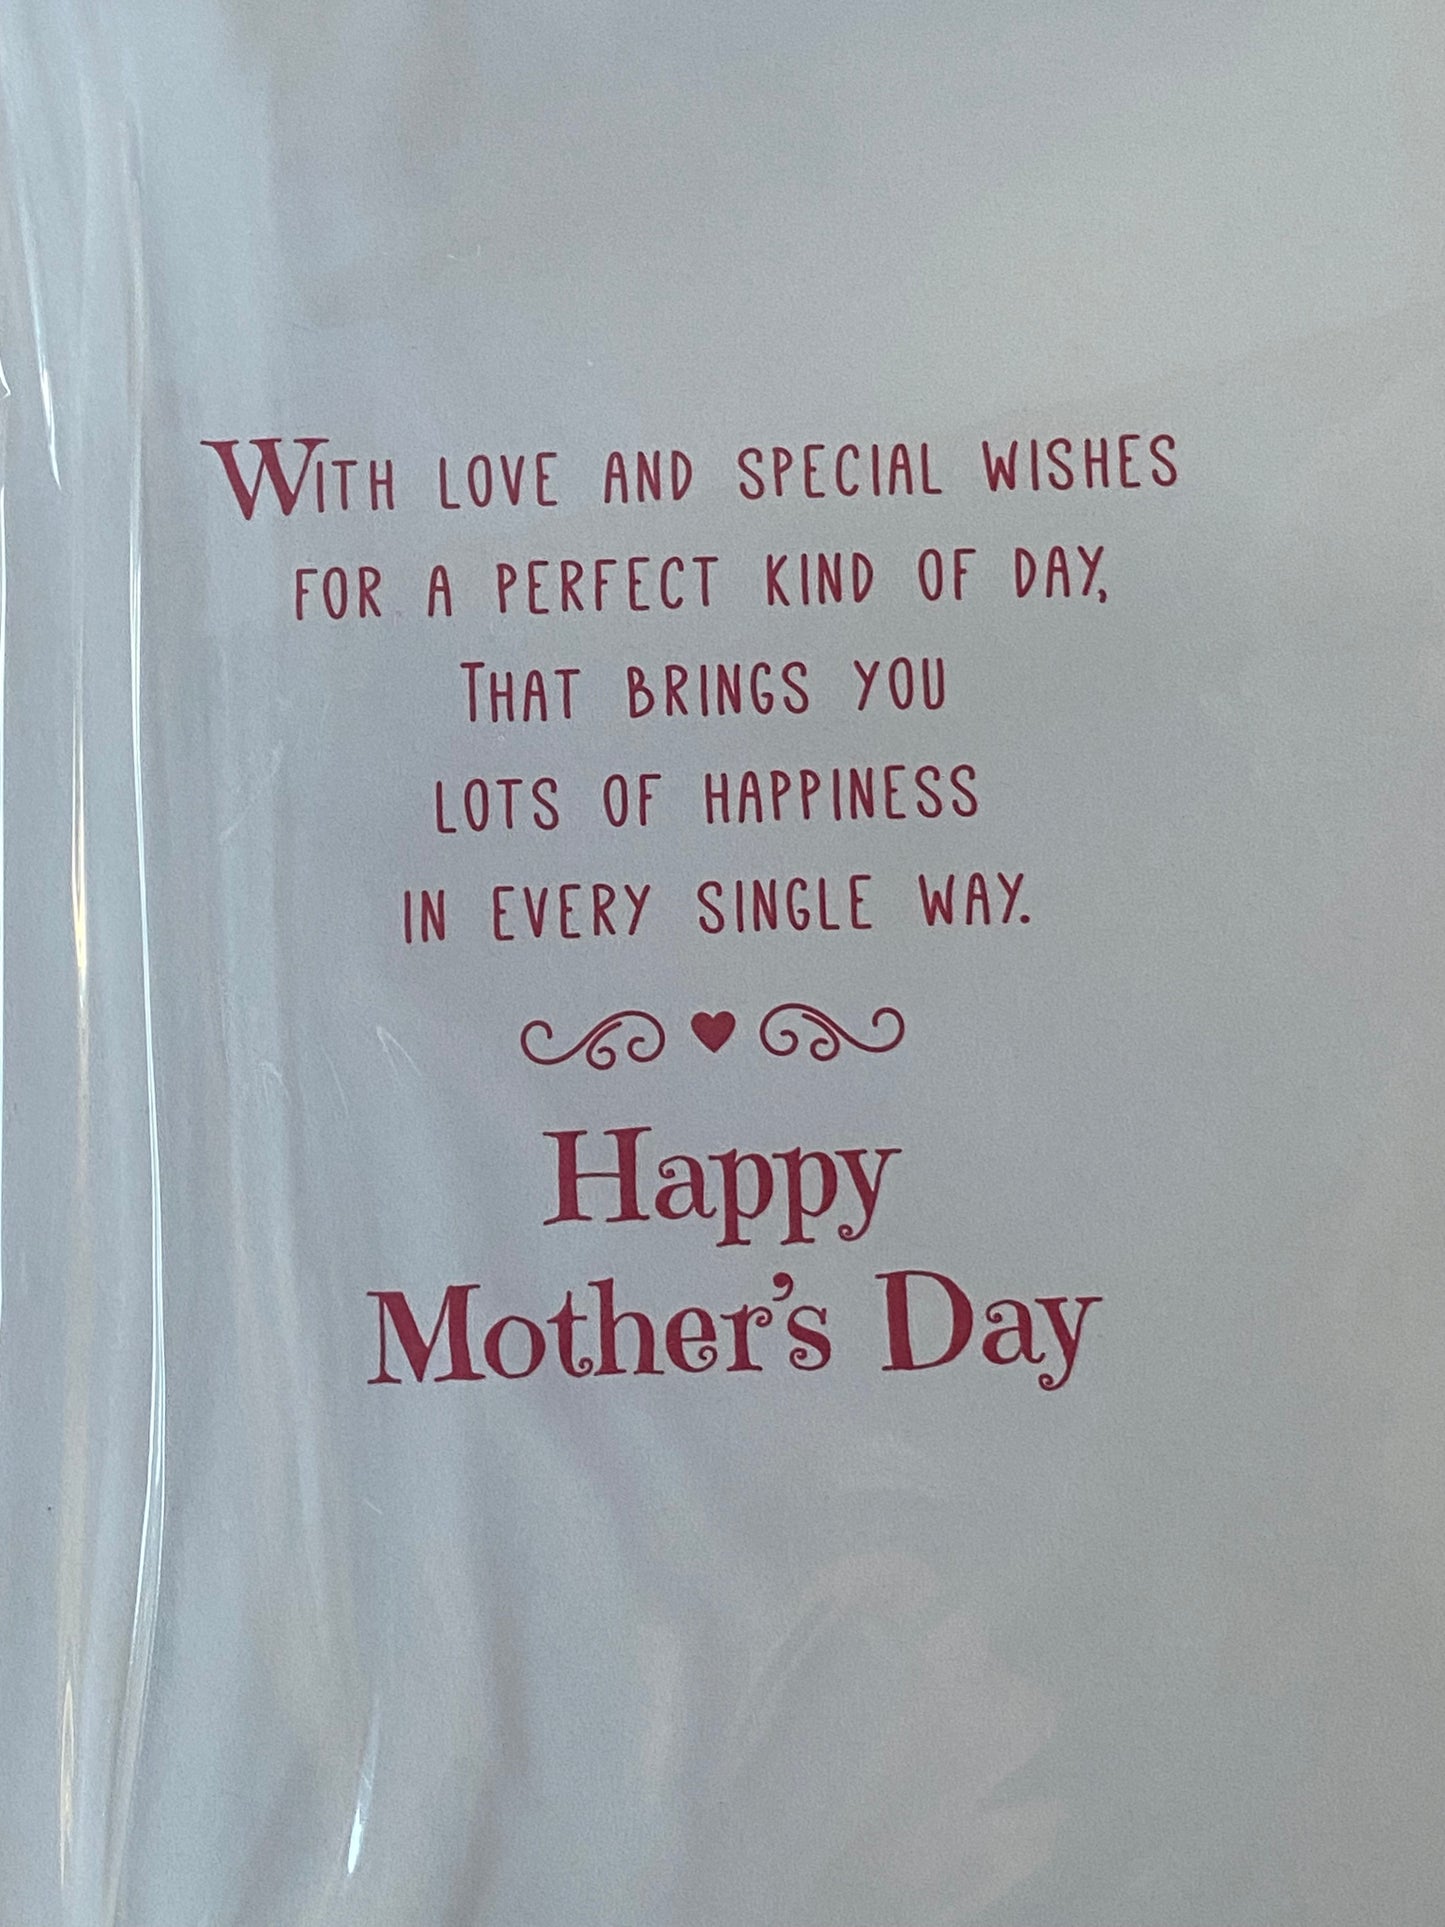 With love and special wishes
for a perfect kind of day,
That brings you
lots of happiness
in every single way.
Happy
Mother's Day